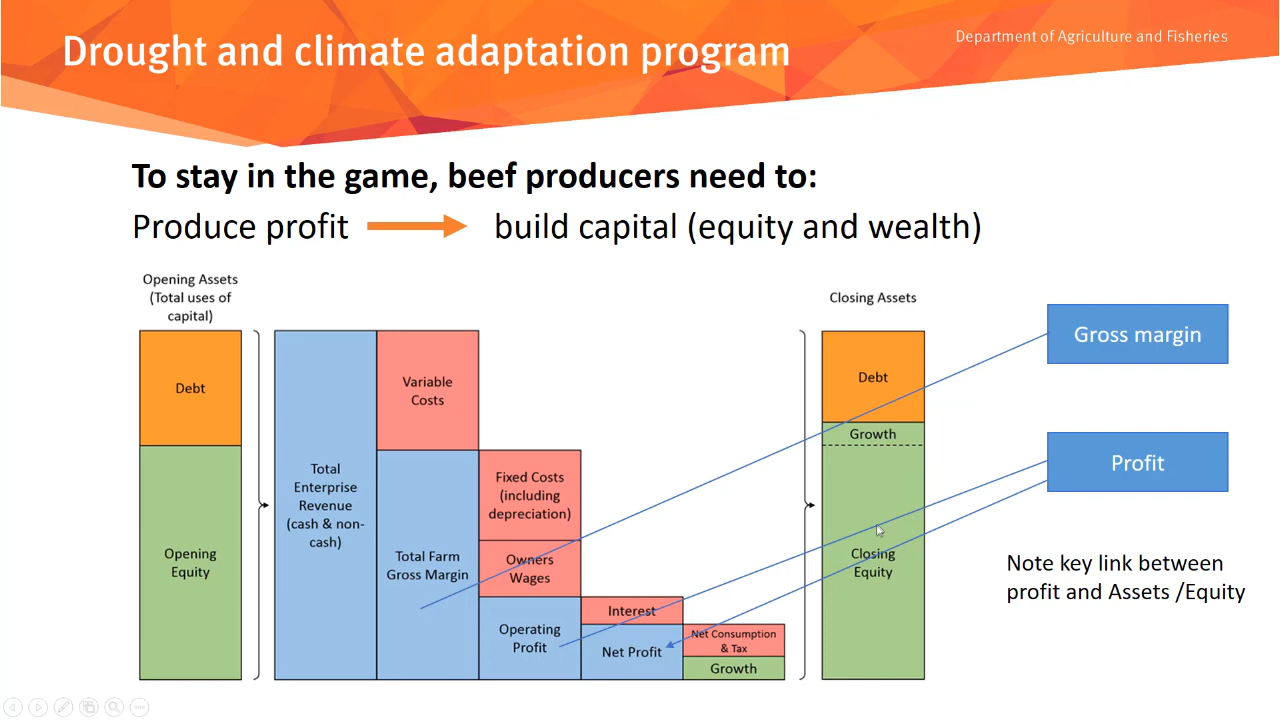 Drought and climate adaptation program
Department of Agriculture and Fisheries
To stay in the game, beef producers need to:
Produce profit
build capital (equity and wealth)
Opening Assets
(Total uses of
capital)
Debt
Opening
Equity
Total
Enterprise
Revenue
(cash & non-
cash)
Variable
Costs
Total Farm
Gross Margin
Fixed Costs
(including
depreciation)
Owners
Wages
Operating
Profit
Interest
Net Profit
Net Consumption
& Tax
Growth
Closing Assets
Debt
Growth
Closing
Equity
Gross margin
Profit
Note key link between
profit and Assets /Equity